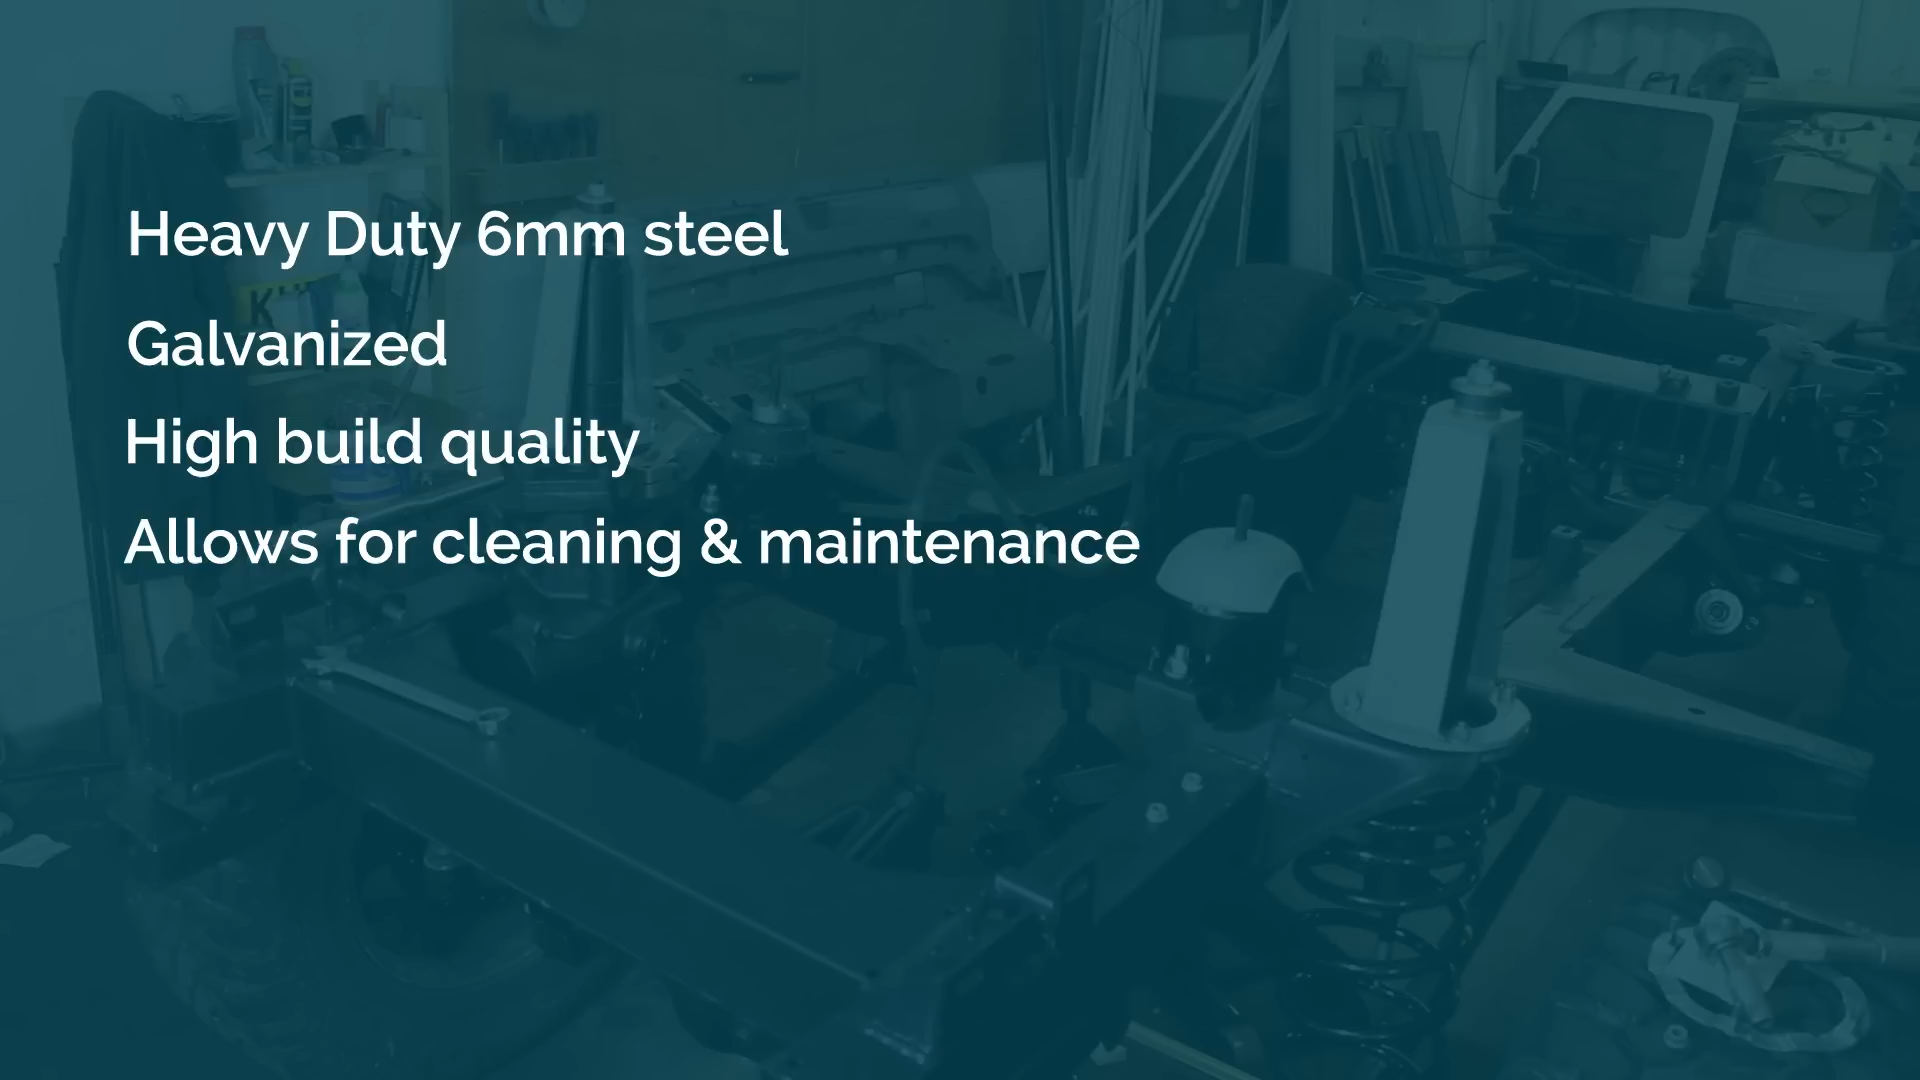 Heavy Duty 6mm steel
Galvanized
High build quality
Allows for cleaning & maintenance